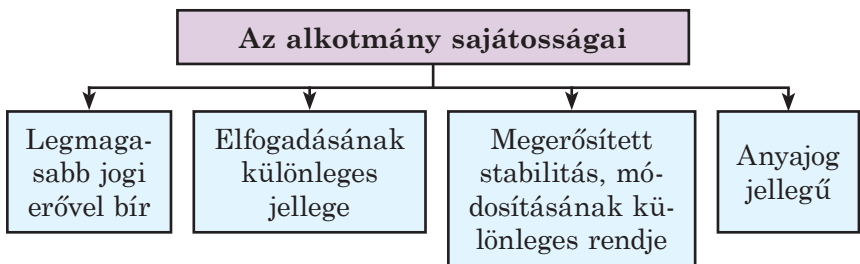 Az alkotmány sajátosságai
Legmaga-
sabb jogi
erővel bír
Elfogadásának
különleges
jellege
Megerősített
stabilitás, mó-
dosításának kü-
lönleges rendje
Anyajog
jellegű